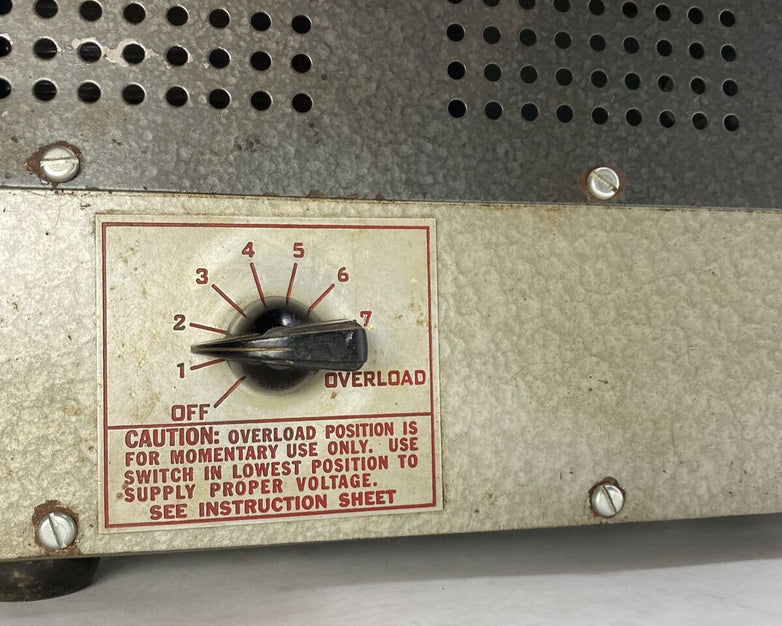 4 5
3 6
2 7
1
OVERLOAD
OFF
CAUTION: OVERLOAD POSITION IS
FOR MOMENTARY USE ONLY. USE
SWITCH IN LOWEST POSITION TO
SUPPLY PROPER VOLTAGE.
SEE INSTRUCTION SHEET